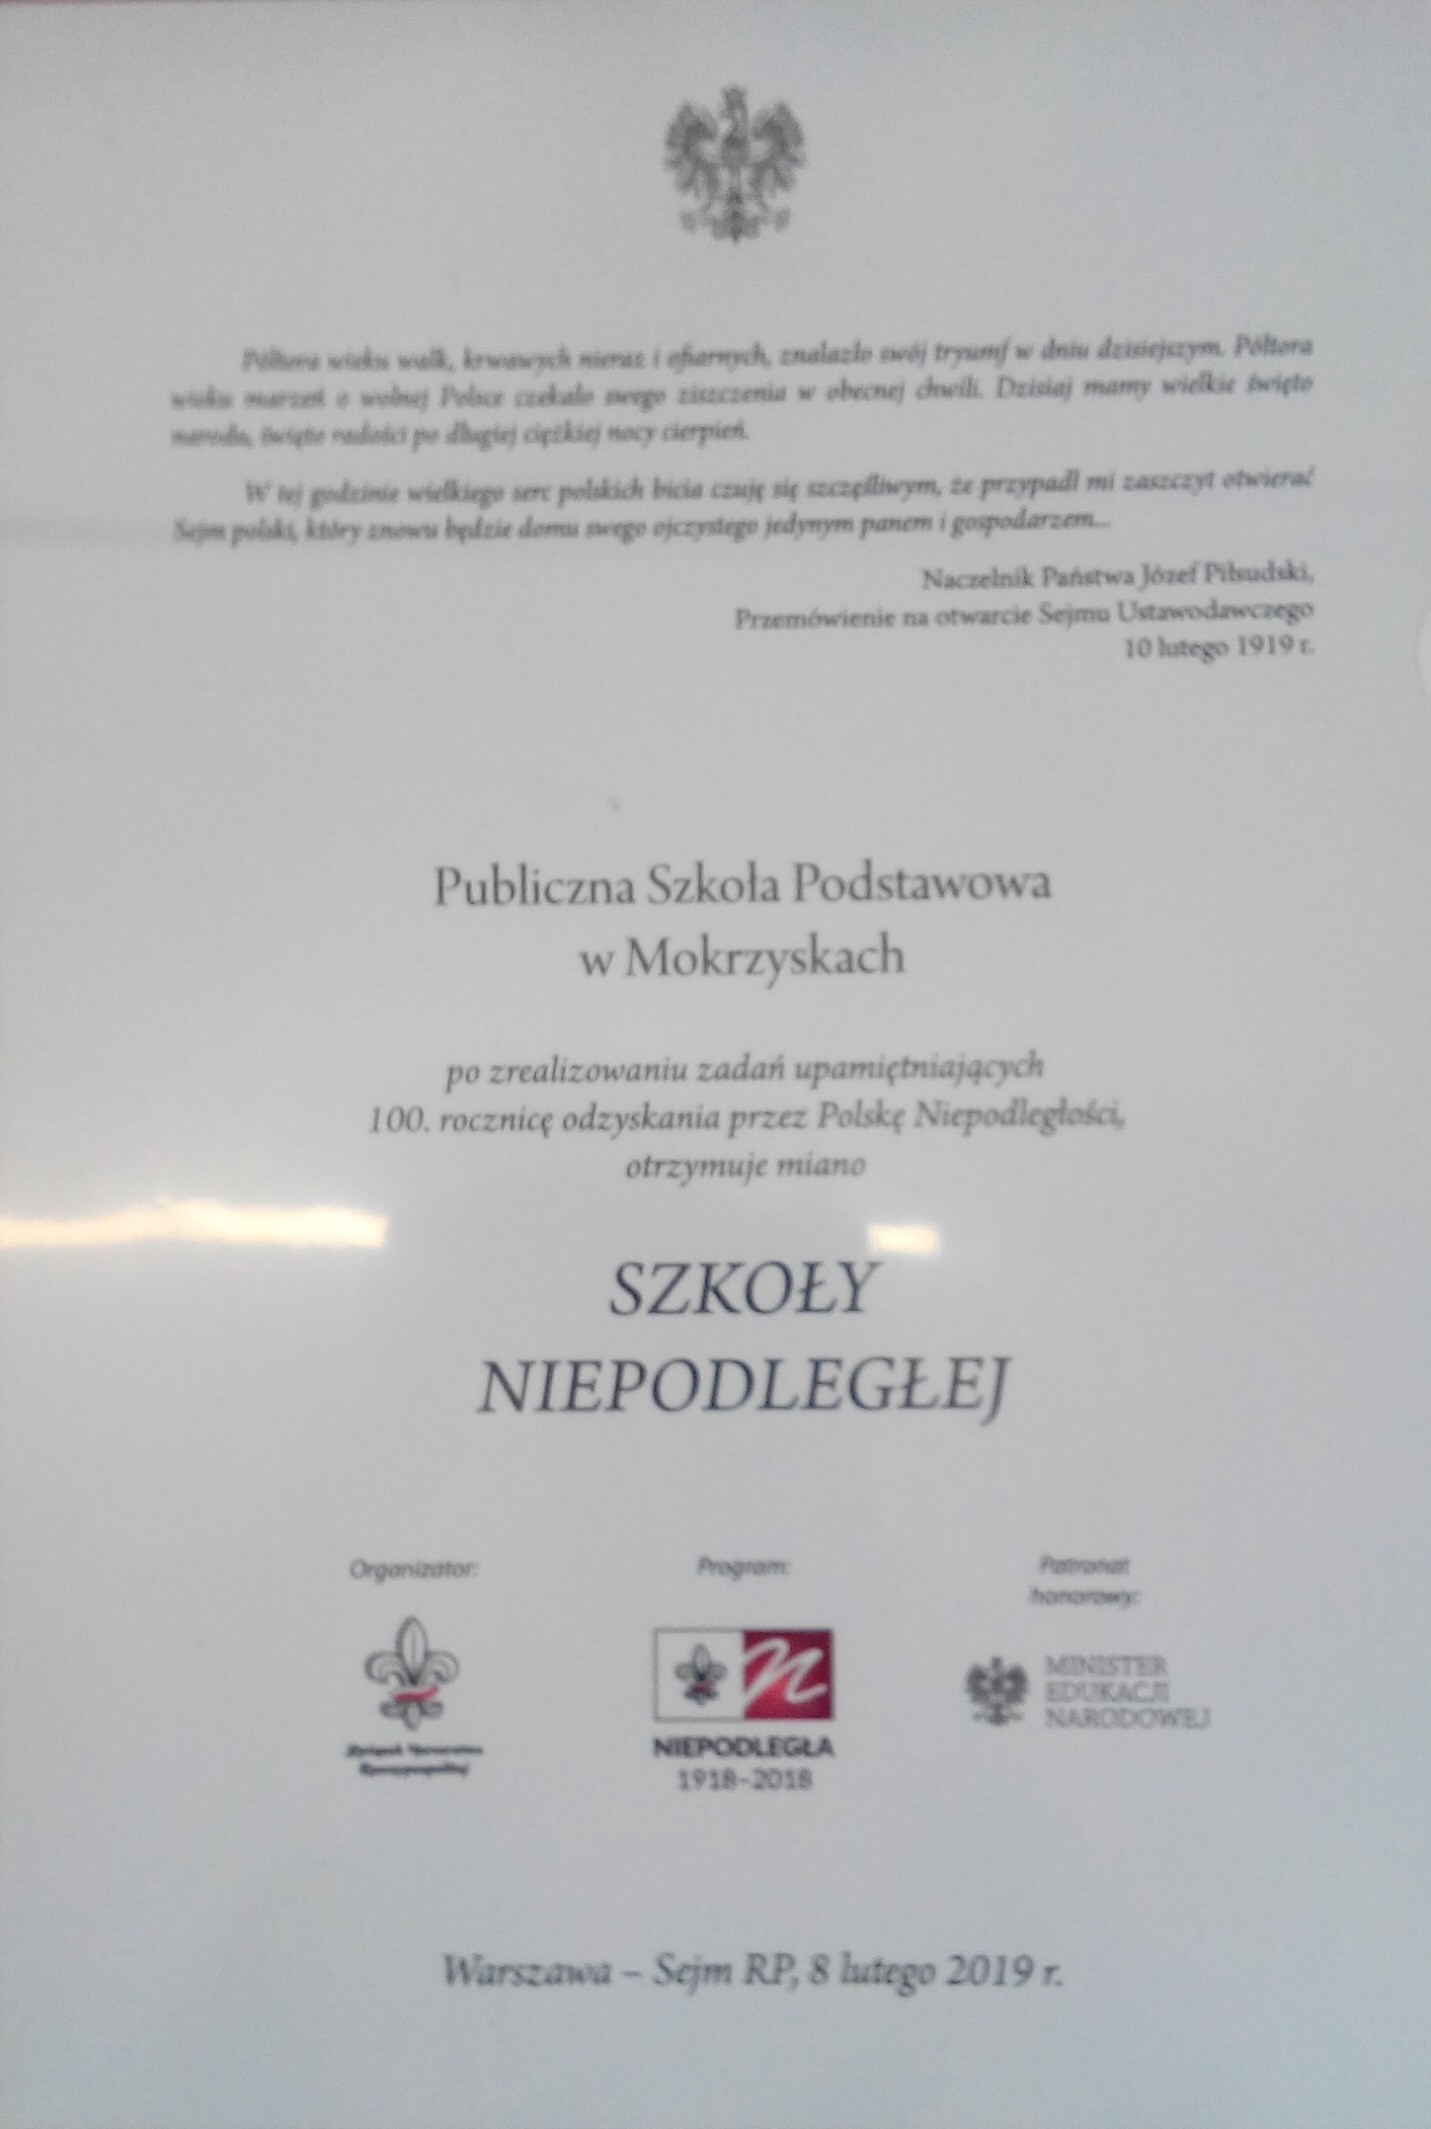 Półtora wieku walk, krwawych nieraz i ofiarnych, znalazło swój tryumf w dniu dzisiejszym. Półtora
wieku marzeń o wolnej Polsce czekało swego ziszczenia w obecnej chwili. Dzisiaj mamy wielkie święto
narodu, święto radości po długiej ciężkiej nocy cierpień.
W tej godzinie wielkiego serc polskich bicia czuję się szczęśliwym, że przypadł mi zaszczyt otwierać
Sejm polski, który znowu będzie domu swego ojczystego jedynym panem i gospodarzem...
Naczelnik Państwa Józef Piłsudski,
Przemówienie na otwarcie Sejmu Ustawodawczego
10 lutego 1919 r.
Publiczna Szkoła Podstawowa
w Mokrzyskach
po zrealizowaniu zadań upamiętniających
100. rocznicę odzyskania przez Polskę Niepodległości,
otrzymuje miano
SZKOŁY
NIEPODLEGŁEJ
Organizator:
Związek Harcerstwa
Rzeczypospolitej
Program:
NIEPODLEGŁA
1918-2018
Patronat
honorowy:
MINISTER
EDUKACJI
NARODOWEJ
Warszawa – Sejm RP, 8 lutego 2019 r.